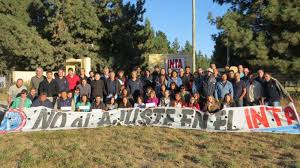 INTA
NO al AJUSTE EN EL INTA